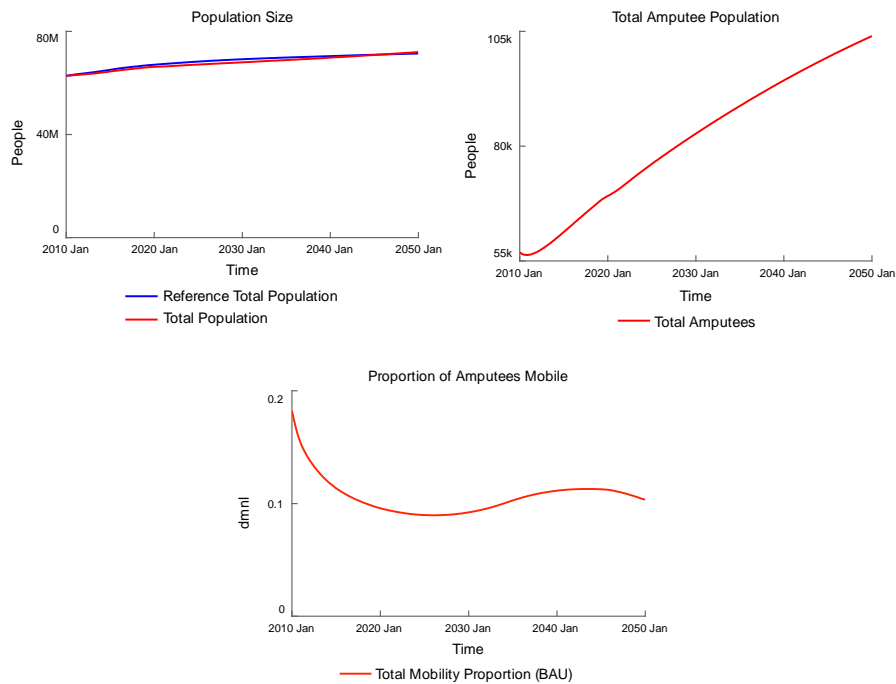 Population Size
80M
40M
0
People
2010 Jan 2020 Jan 2030 Jan 2040 Jan 2050 Jan
Time
Reference Total Population
Total Population
Total Amputee Population
105k
80k
55k
People
2010 Jan 2020 Jan 2030 Jan 2040 Jan 2050 Jan
Time
Total Amputees
Proportion of Amputees Mobile
0.2
0.1
0
dmnl
2010 Jan 2020 Jan 2030 Jan 2040 Jan 2050 Jan
Time
Total Mobility Proportion (BAU)